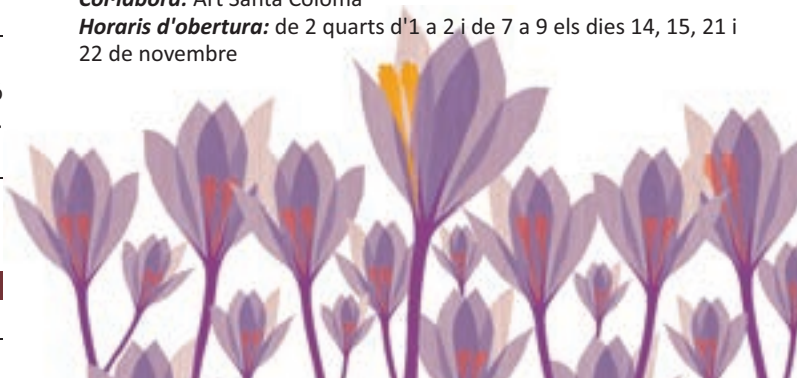 Col·labora: Art Santa Coloma
Horaris d'obertura: de 2 quarts d'1 a 2 i de 7 a 9 els dies 14, 15, 21 i
22 de novembre